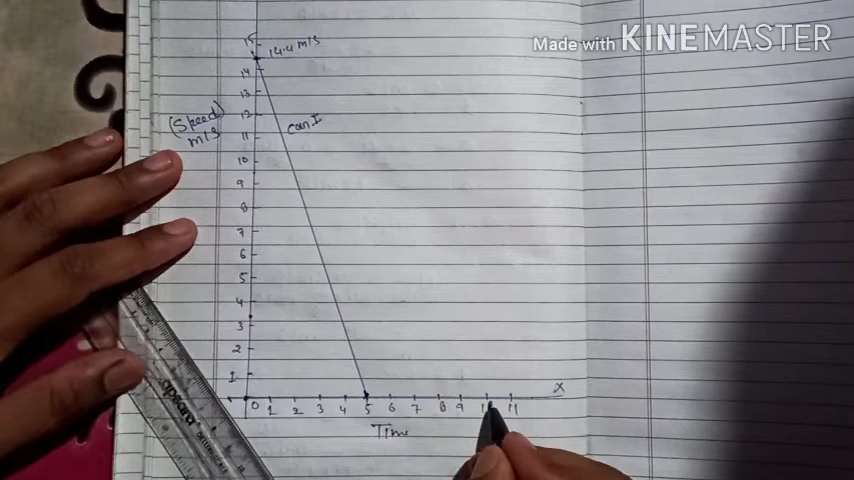 Made with KINEMASTER
15
14.4 m/s
14
13
(Speed)
m/s
12
Car I
11
10
9
8
7
6
5
4
3
2
1
X
0 1 2 3 4 5 6 7 8 9 10 11
Time
apsara